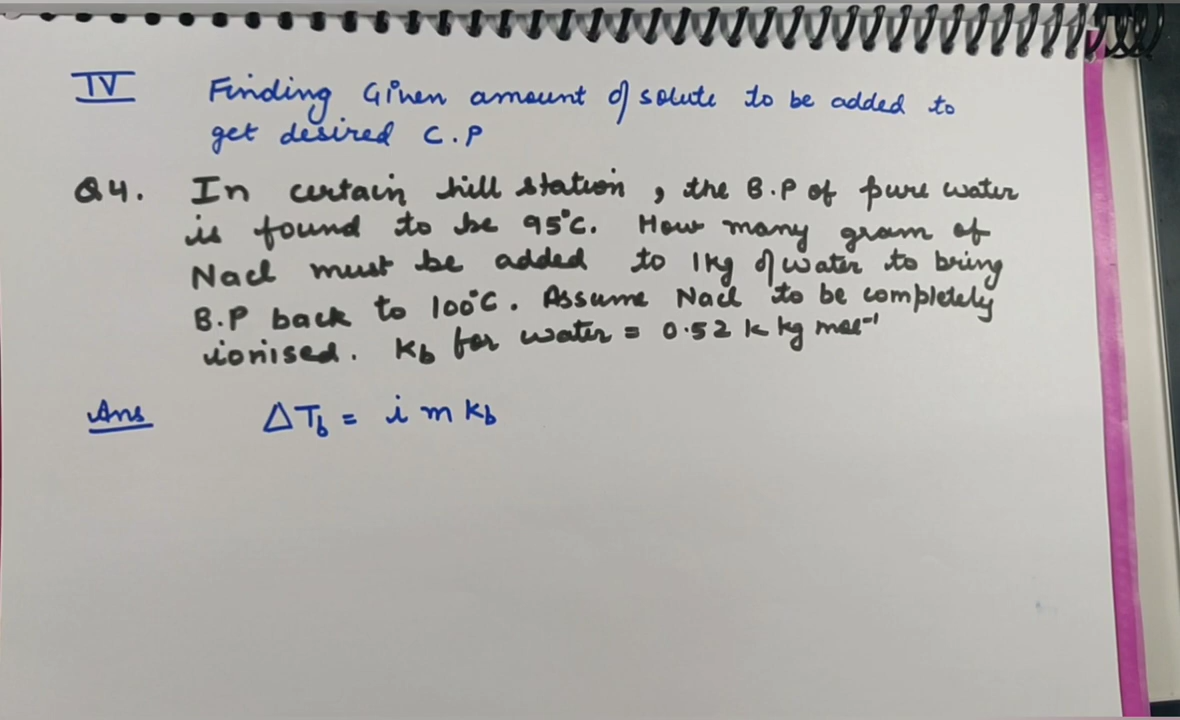 IV Finding Given amount of solute to be added to
get desired C.P
Q4. In certain hill station, the B.P of pure water
is found to be 95°C. How many gram of
Nacl must be added to 1kg of water to bring
B.P back to 100°C. Assume Nacl to be completely
ionised. Kb for water = 0.52 K kg mol⁻¹
Ans ΔTb = i m Kb